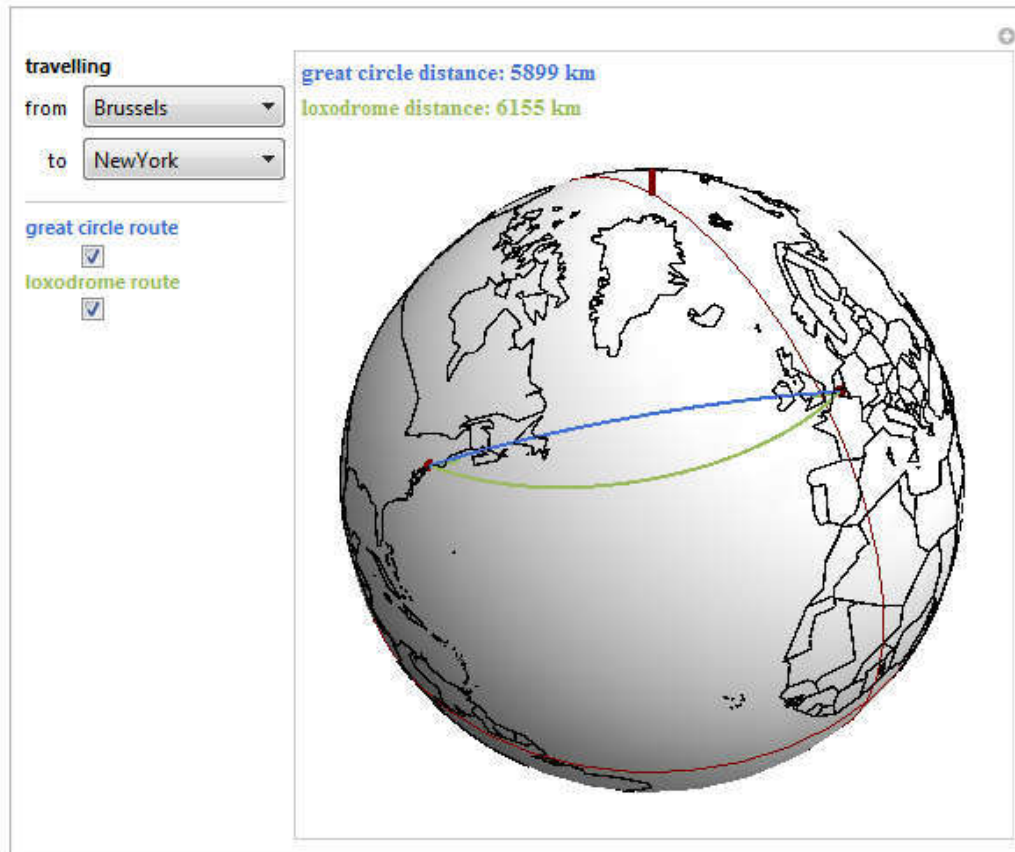 travelling
from Brussels
to NewYork
great circle route
loxodrome route
great circle distance: 5899 km
loxodrome distance: 6155 km